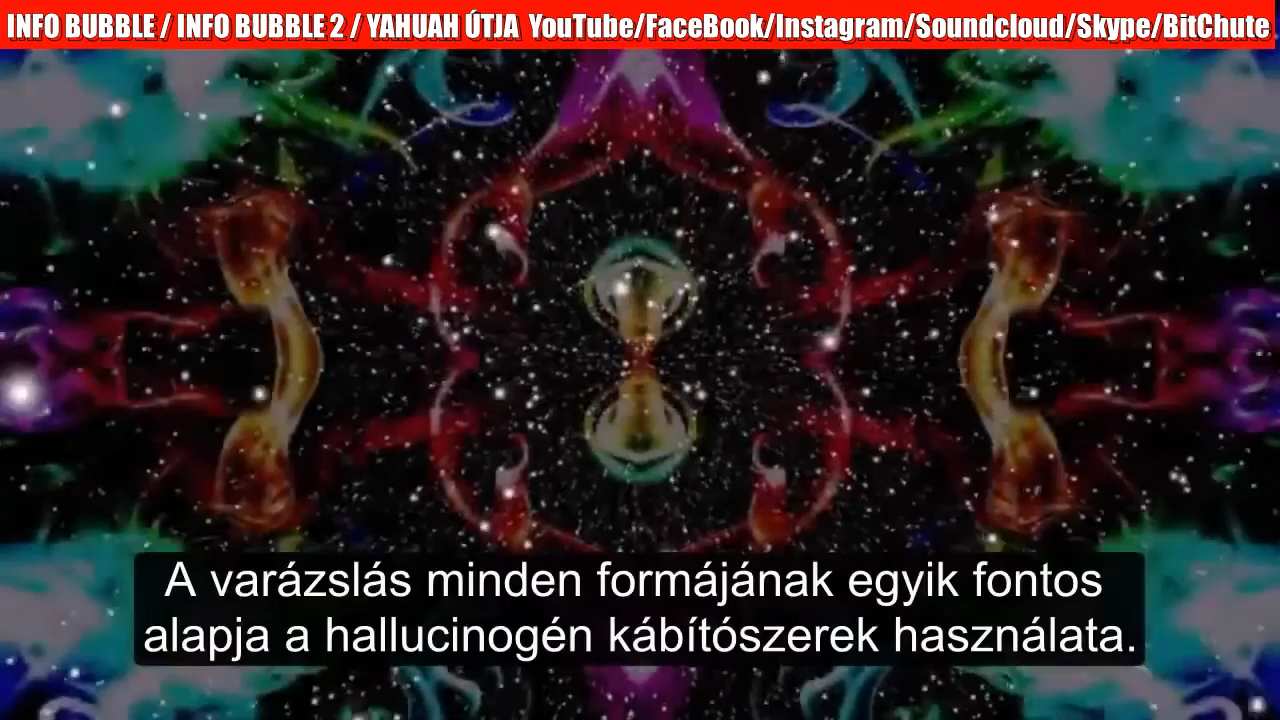 INFO BUBBLE / INFO BUBBLE 2 / YAHUAH ÚTJA YouTube/FaceBook/Instagram/Soundcloud/Skype/BitChute
A varázslás minden formájának egyik fontos
alapja a hallucinogén kábítószerek használata.